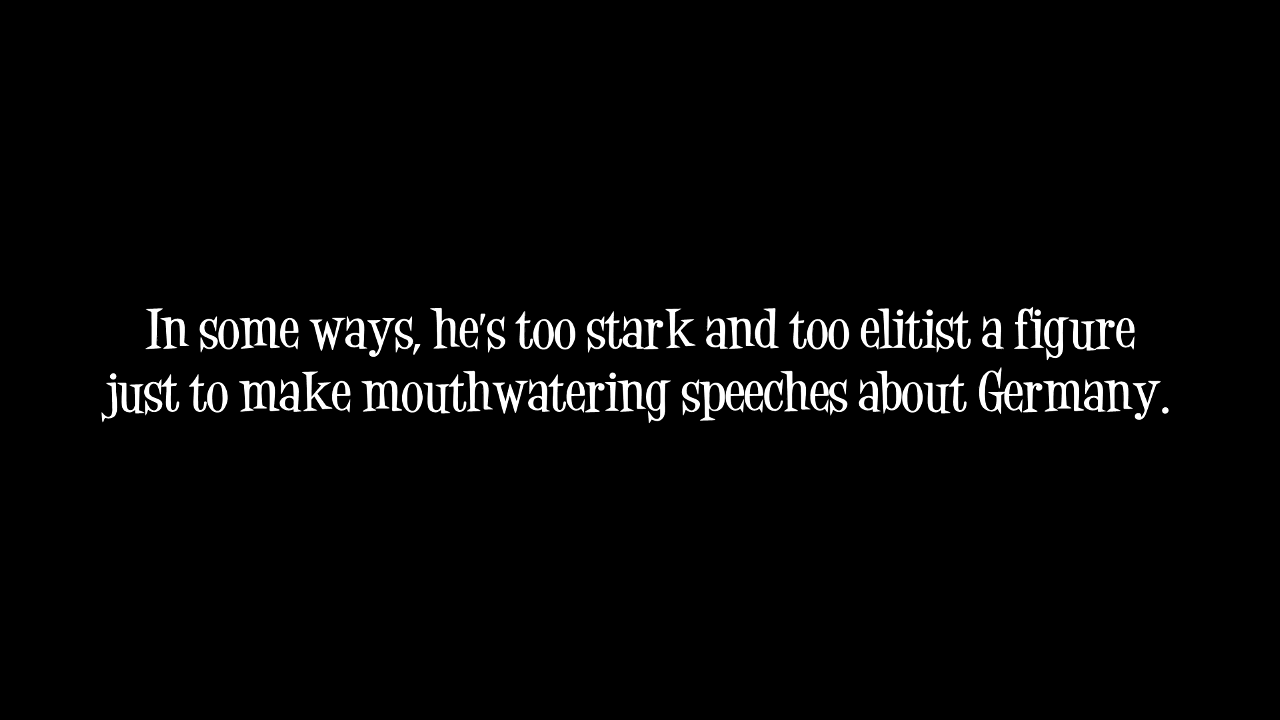 In some ways, he's too stark and too elitist a figure
just to make mouthwatering speeches about Germany.